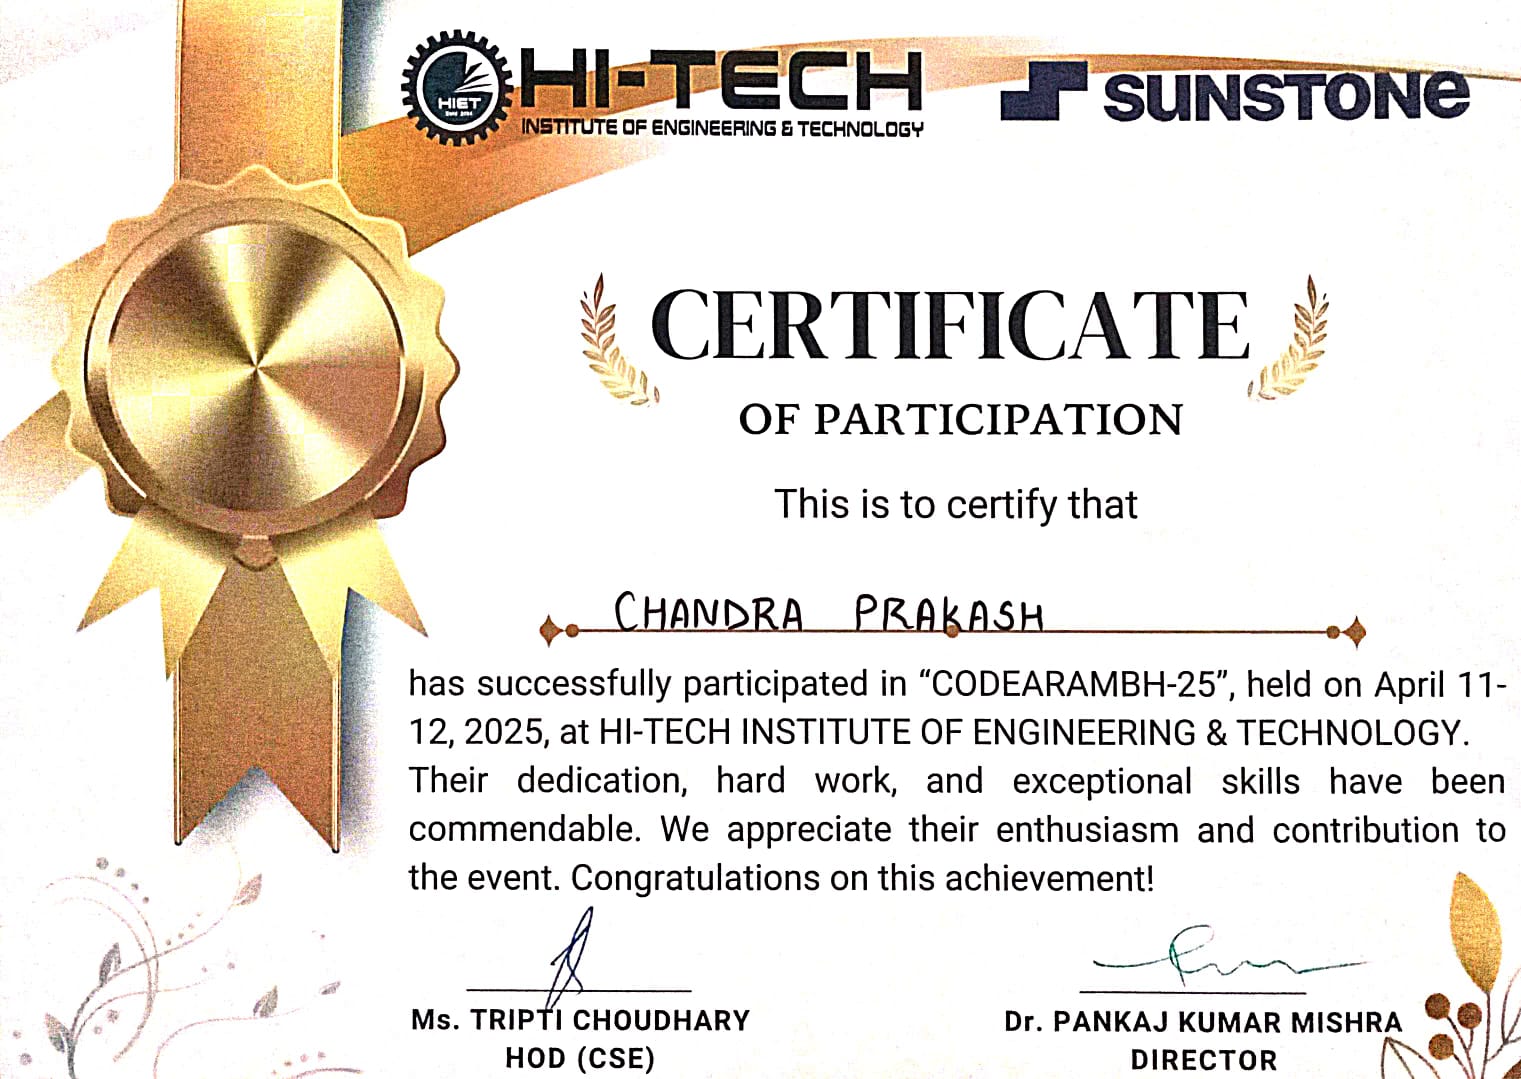 HIET
HI-TECH
INSTITUTE OF ENGINEERING & TECHNOLOGY
SUNSTONE
CERTIFICATE
OF PARTICIPATION
This is to certify that
CHANDRA PRAKASH
has successfully participated in “CODEARAMBH-25”, held on April 11-
12, 2025, at HI-TECH INSTITUTE OF ENGINEERING & TECHNOLOGY.
Their dedication, hard work, and exceptional skills have been
commendable. We appreciate their enthusiasm and contribution to
the event. Congratulations on this achievement!
Ms. TRIPTI CHOUDHARY
HOD (CSE)
Dr. PANKAJ KUMAR MISHRA
DIRECTOR